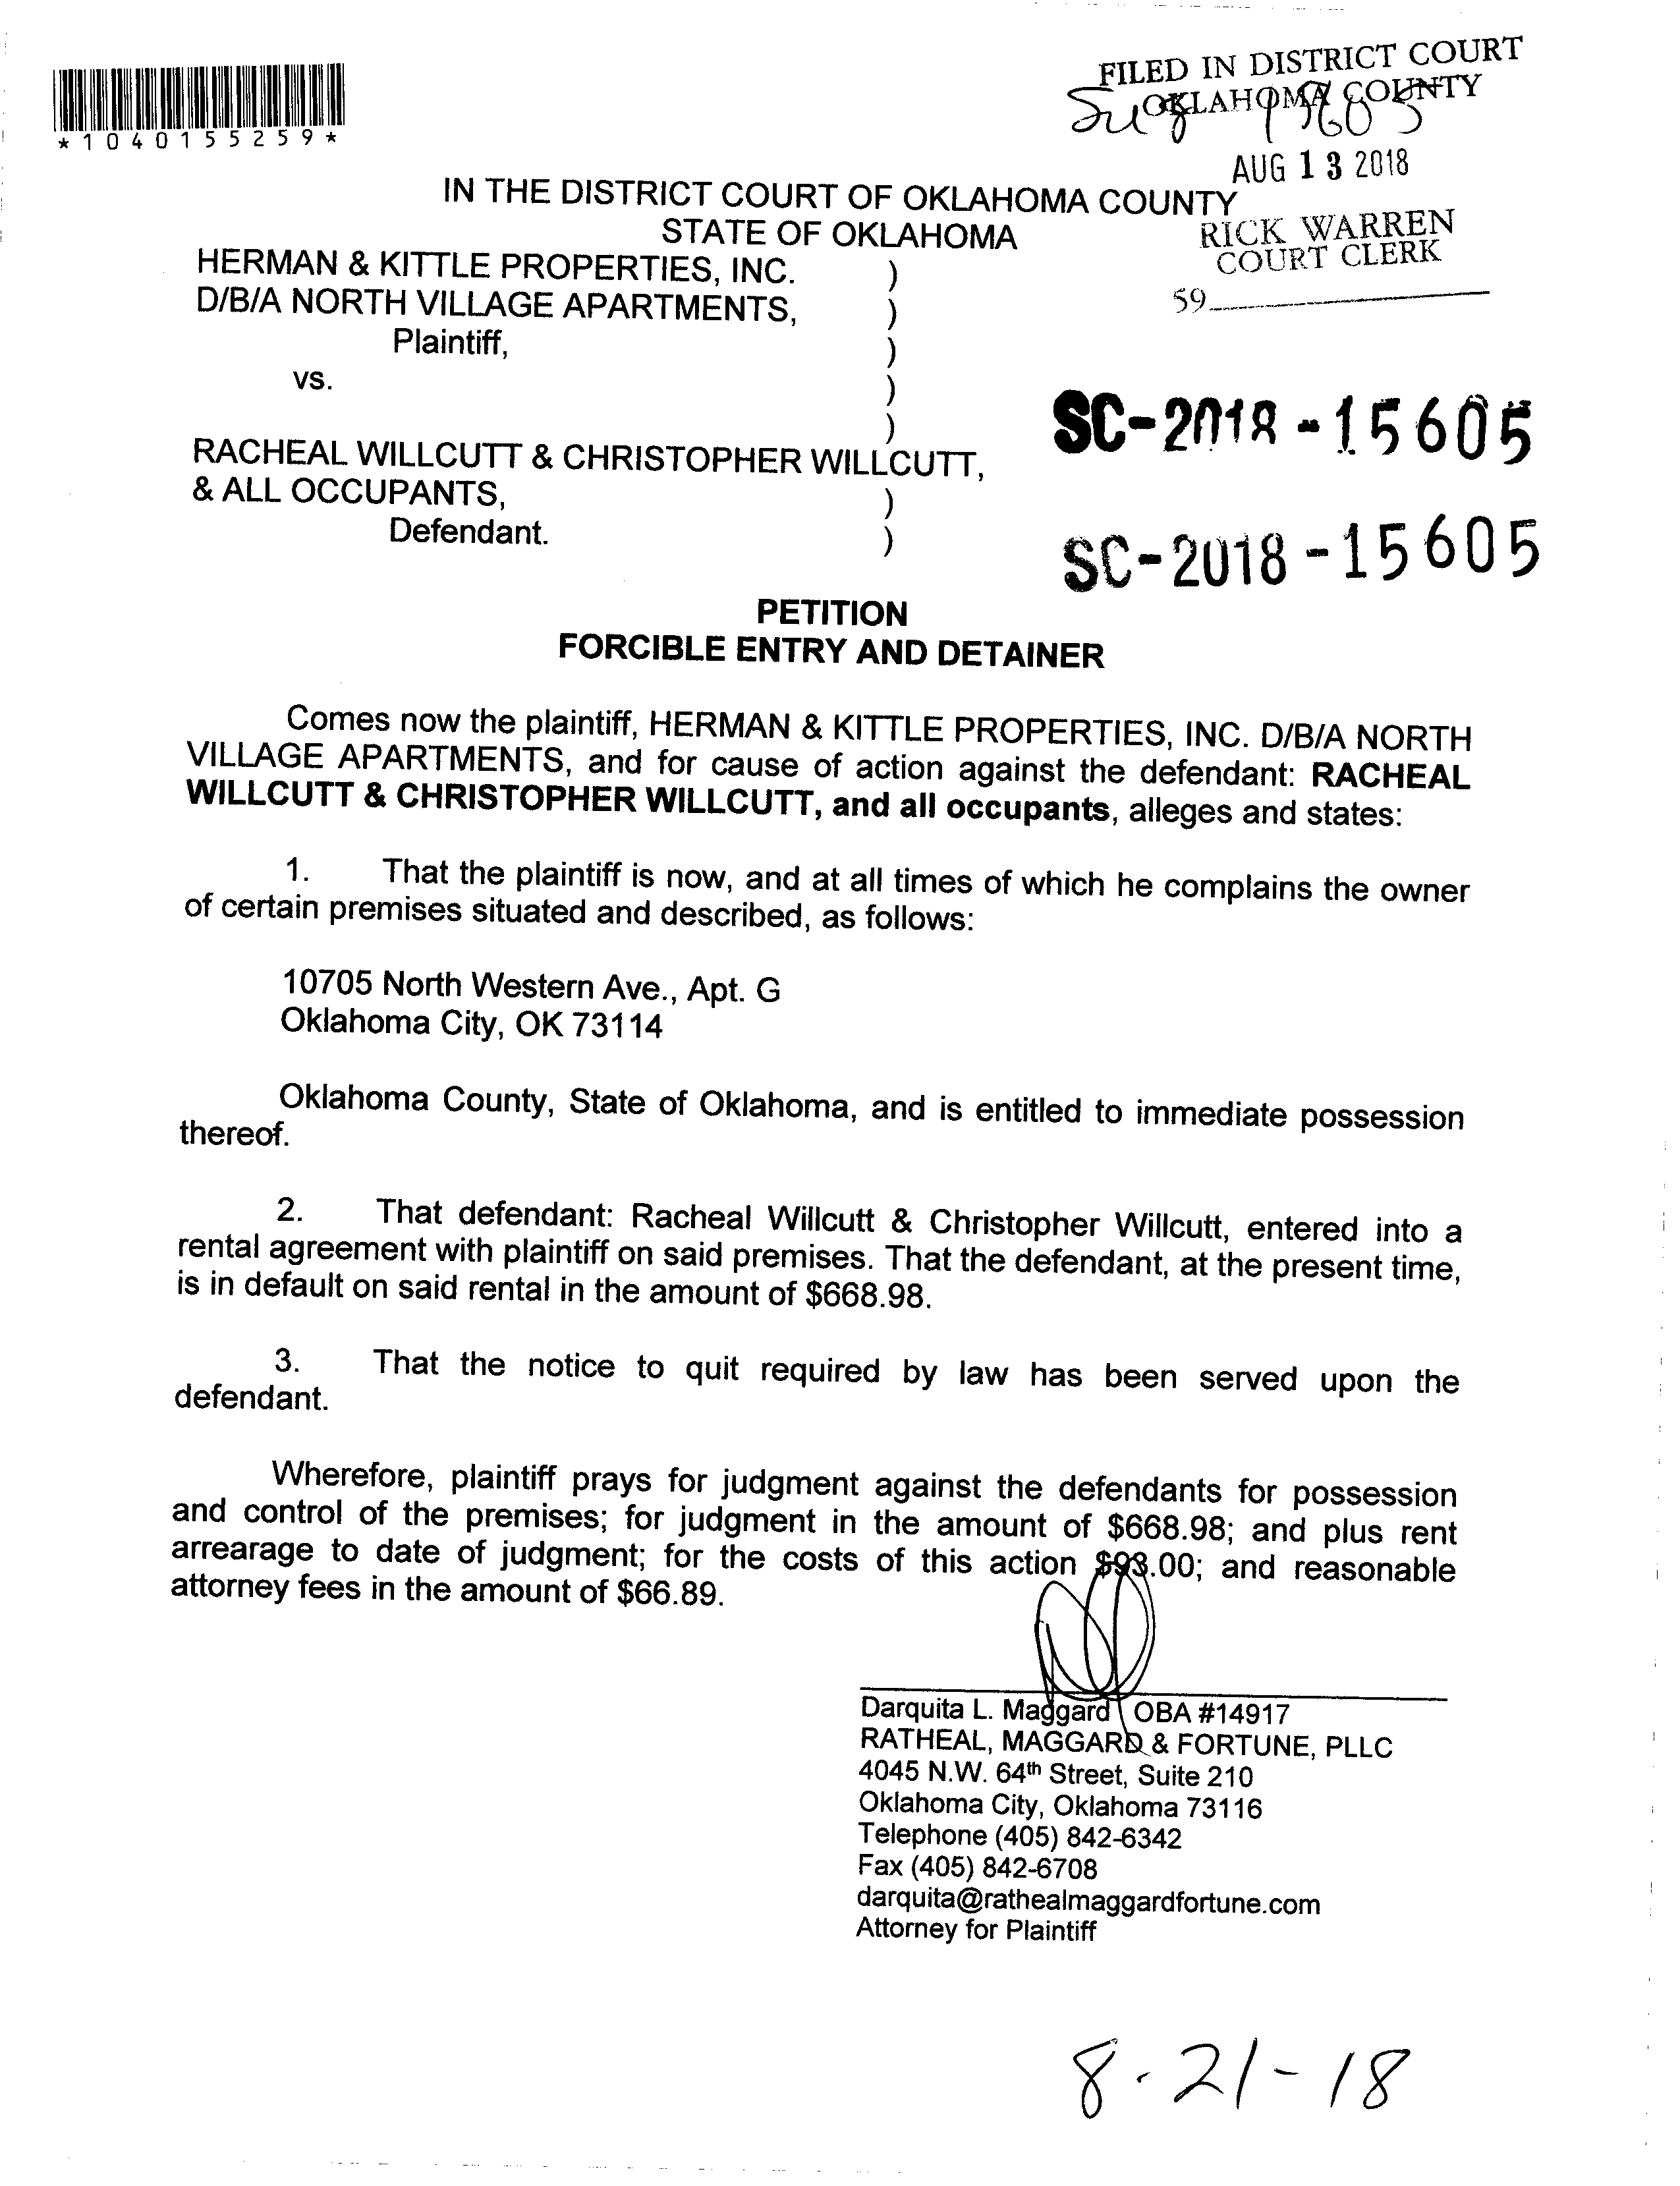 FILED IN DISTRICT COURT
OKLAHOMA COUNTY
*1040155259*
AUG 13 2018
IN THE DISTRICT COURT OF OKLAHOMA COUNTY
STATE OF OKLAHOMA
RICK WARREN
COURT CLERK
59
HERMAN & KITTLE PROPERTIES, INC. )
D/B/A NORTH VILLAGE APARTMENTS, )
Plaintiff, )
vs. )
)
RACHEAL WILLCUTT & CHRISTOPHER WILLCUTT,
& ALL OCCUPANTS, )
Defendant. )
SC-2018-15605
SC-2018-15605
PETITION
FORCIBLE ENTRY AND DETAINER
Comes now the plaintiff, HERMAN & KITTLE PROPERTIES, INC. D/B/A NORTH
VILLAGE APARTMENTS, and for cause of action against the defendant: RACHEAL
WILLCUTT & CHRISTOPHER WILLCUTT, and all occupants, alleges and states:
1. That the plaintiff is now, and at all times of which he complains the owner
of certain premises situated and described, as follows:
10705 North Western Ave., Apt. G
Oklahoma City, OK 73114
Oklahoma County, State of Oklahoma, and is entitled to immediate possession
thereof.
2. That defendant: Racheal Willcutt & Christopher Willcutt, entered into a
rental agreement with plaintiff on said premises. That the defendant, at the present time,
is in default on said rental in the amount of $668.98.
3. That the notice to quit required by law has been served upon the
defendant.
Wherefore, plaintiff prays for judgment against the defendants for possession
and control of the premises; for judgment in the amount of $668.98; and plus rent
arrearage to date of judgment; for the costs of this action $93.00; and reasonable
attorney fees in the amount of $66.89.
Darquita L. Maggard OBA #14917
RATHEAL, MAGGARD & FORTUNE, PLLC
4045 N.W. 64th Street, Suite 210
Oklahoma City, Oklahoma 73116
Telephone (405) 842-6342
Fax (405) 842-6708
darquita@rathealmaggardfortune.com
Attorney for Plaintiff
8-21-18